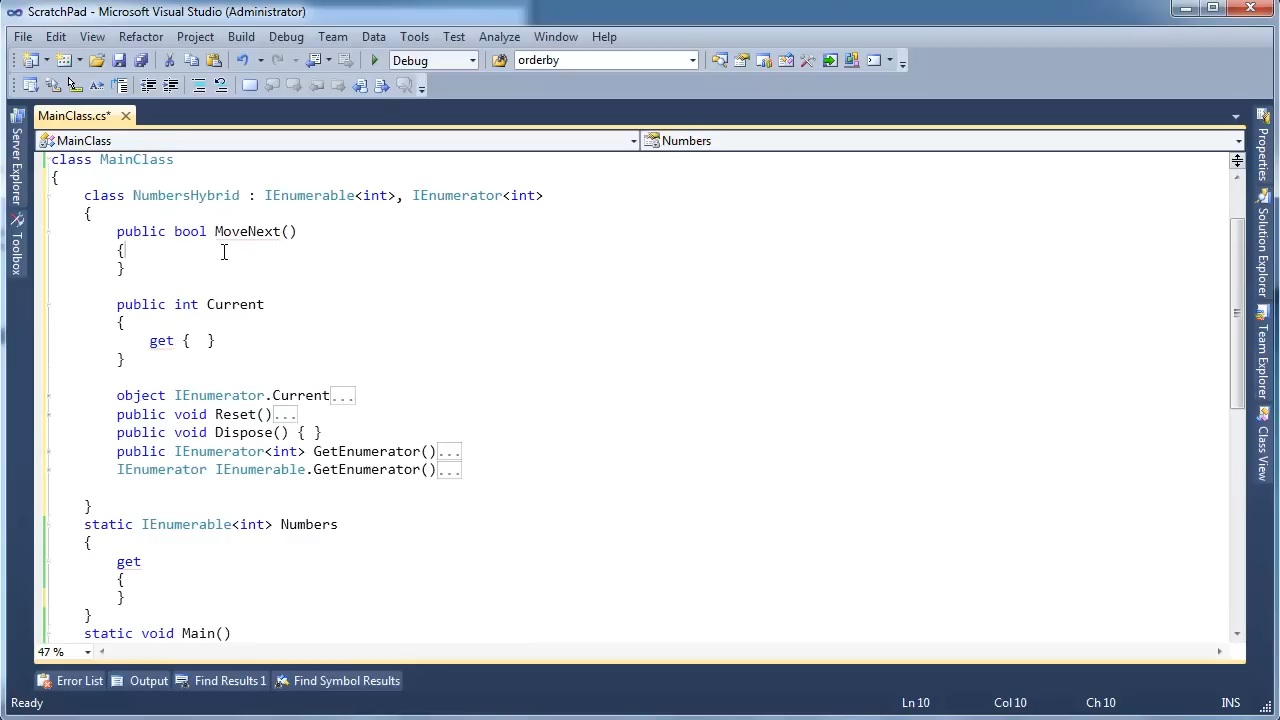 ScratchPad - Microsoft Visual Studio (Administrator)
File Edit View Refactor Project Build Debug Team Data Tools Test Analyze Window Help
Debug orderby
MainClass.cs*
MainClass Numbers
class MainClass
{
class NumbersHybrid : IEnumerable<int>, IEnumerator<int>
{
public bool MoveNext()
{
}
public int Current
{
get { }
}
object IEnumerator.Current...
public void Reset()...
public void Dispose() { }
public IEnumerator<int> GetEnumerator()...
IEnumerator IEnumerable.GetEnumerator()...
}
static IEnumerable<int> Numbers
{
get
{
}
}
static void Main()
47 %
Server Explorer
Toolbox
Properties
Solution Explorer
Team Explorer
Class View
Error List Output Find Results 1 Find Symbol Results
Ready Ln 10 Col 10 Ch 10 INS